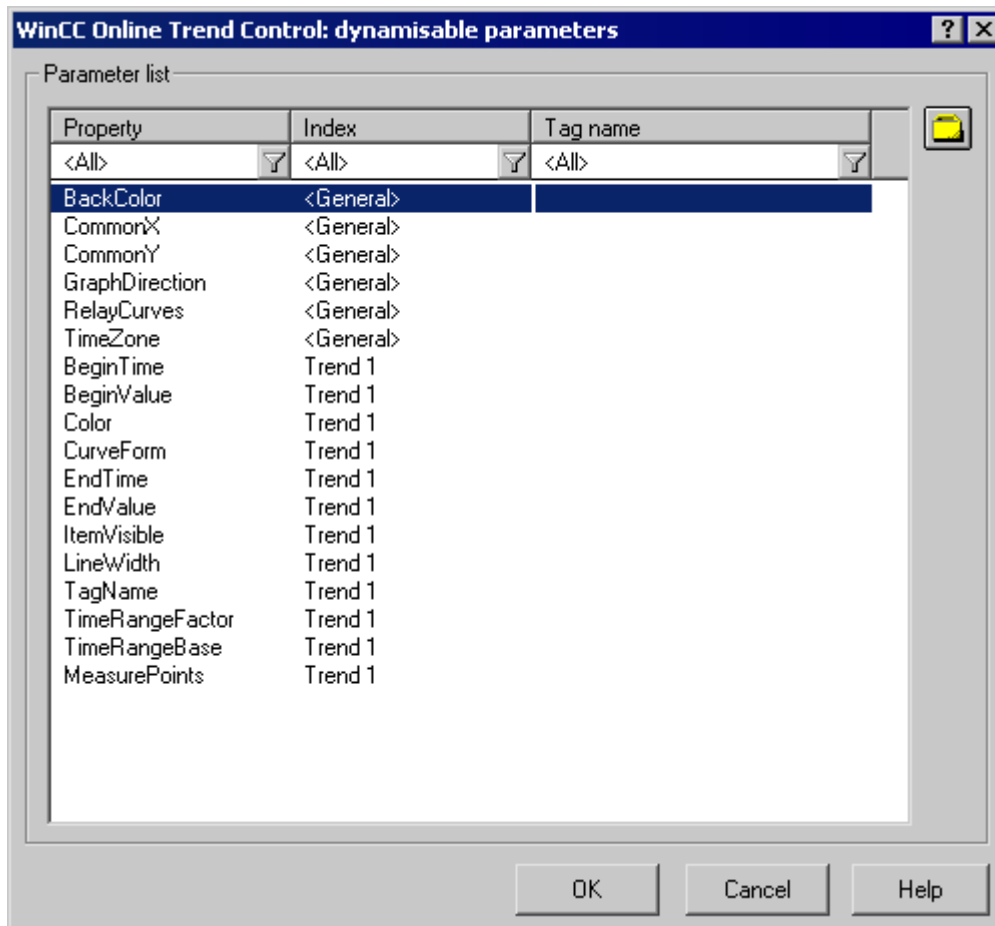 WinCC Online Trend Control: dynamisable parameters
Parameter list
Property Index Tag name
<All> <All> <All>
BackColor <General>
CommonX <General>
CommonY <General>
GraphDirection <General>
RelayCurves <General>
TimeZone <General>
BeginTime Trend 1
BeginValue Trend 1
Color Trend 1
CurveForm Trend 1
EndTime Trend 1
EndValue Trend 1
ItemVisible Trend 1
LineWidth Trend 1
TagName Trend 1
TimeRangeFactor Trend 1
TimeRangeBase Trend 1
MeasurePoints Trend 1
OK Cancel Help